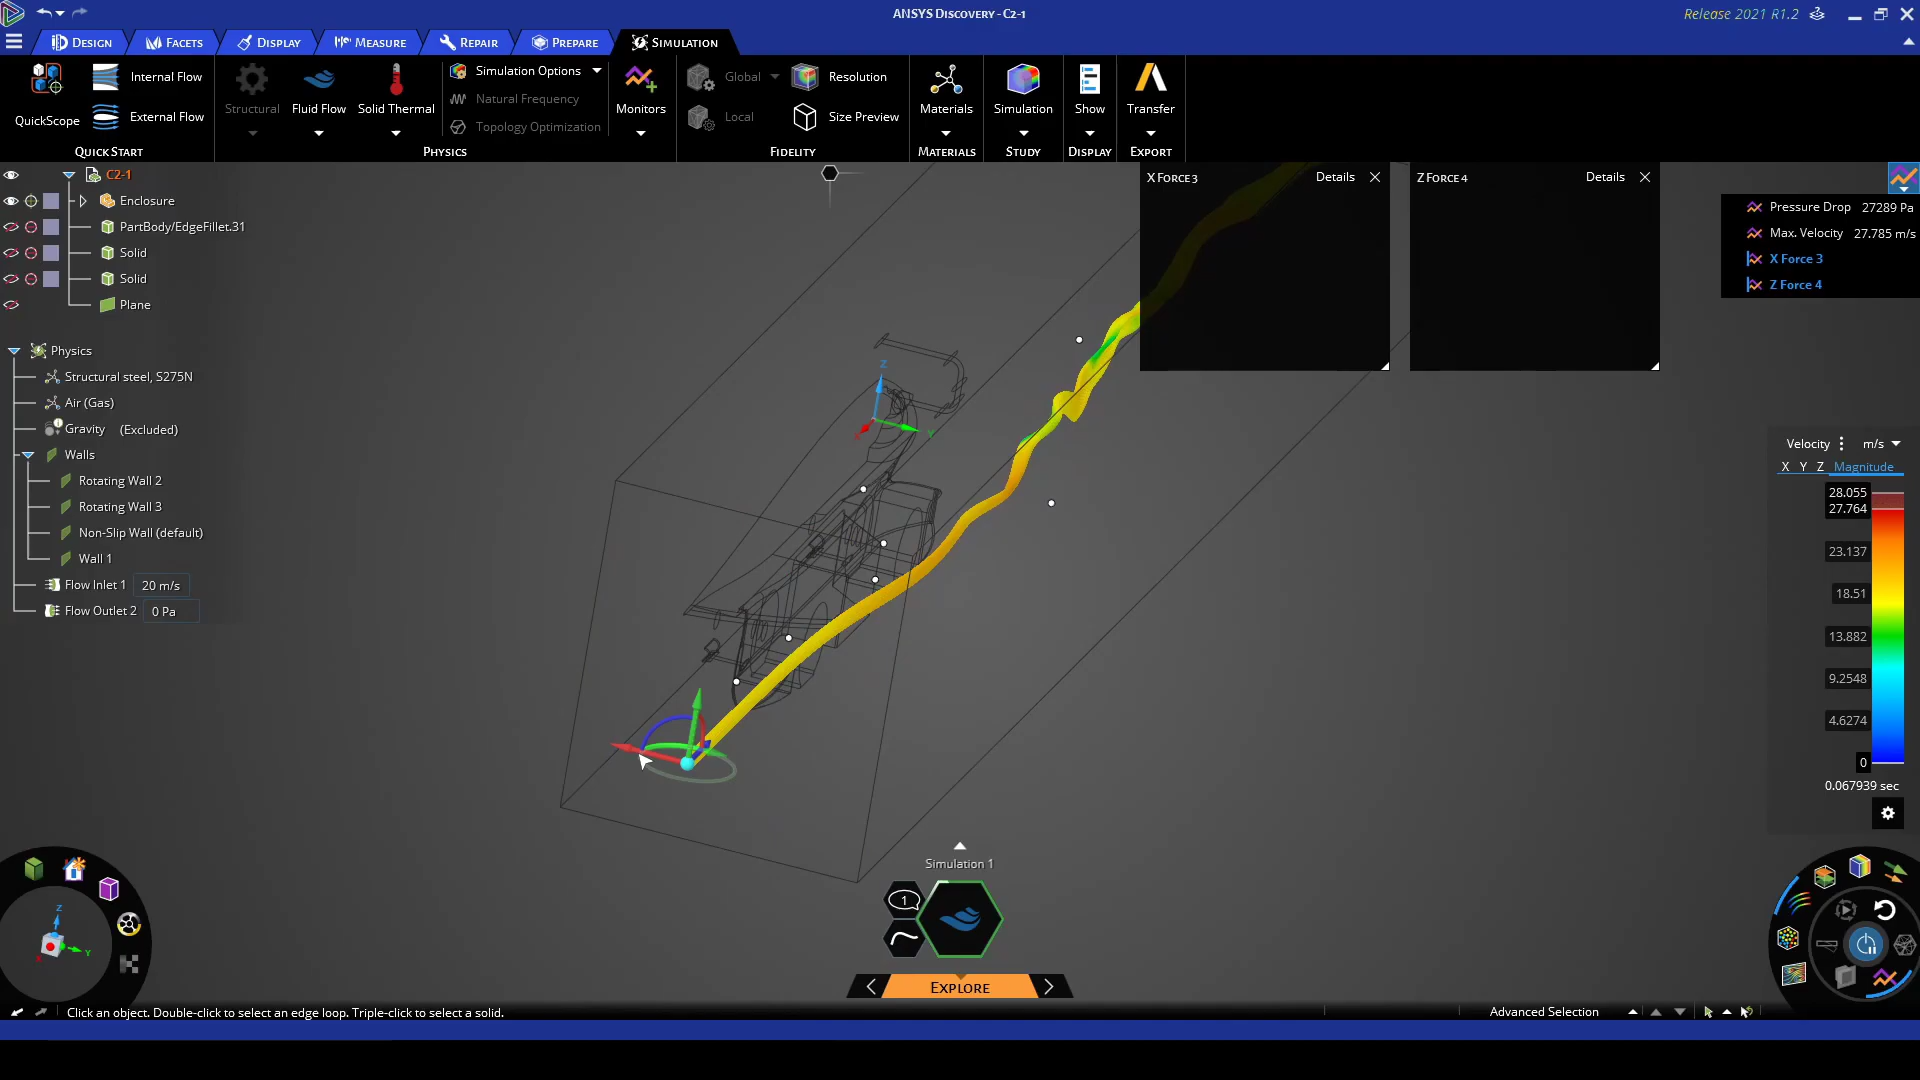 ANSYS DISCOVERY - C2-1
Release 2021 R1.2
DESIGN
FACETS
DISPLAY
MEASURE
REPAIR
PREPARE
SIMULATION
QuickScope
Internal Flow
External Flow
QUICK START
Structural
Fluid Flow
Solid Thermal
Simulation Options
Natural Frequency
Topology Optimization
PHYSICS
Monitors
Global
Local
Resolution
Size Preview
FIDELITY
Materials
MATERIALS
Simulation
STUDY
Show
DISPLAY
Transfer
EXPORT
C2-1
Enclosure
PartBody/EdgeFillet.31
Solid
Solid
Plane
Physics
Structural steel, S275N
Air (Gas)
Gravity (Excluded)
Walls
Rotating Wall 2
Rotating Wall 3
Non-Slip Wall (default)
Wall 1
Flow Inlet 1 20 m/s
Flow Outlet 2 0 Pa
X FORCE 3 Details
Z FORCE 4 Details
Pressure Drop 27289 Pa
Max. Velocity 27.785 m/s
X Force 3
Z Force 4
Z
X
Y
Velocity m/s
X Y Z Magnitude
28.055
27.764
23.137
18.51
13.882
9.2548
4.6274
0
0.067939 sec
Simulation 1
1
EXPLORE
Z
Y
X
Click an object. Double-click to select an edge loop. Triple-click to select a solid.
Advanced Selection